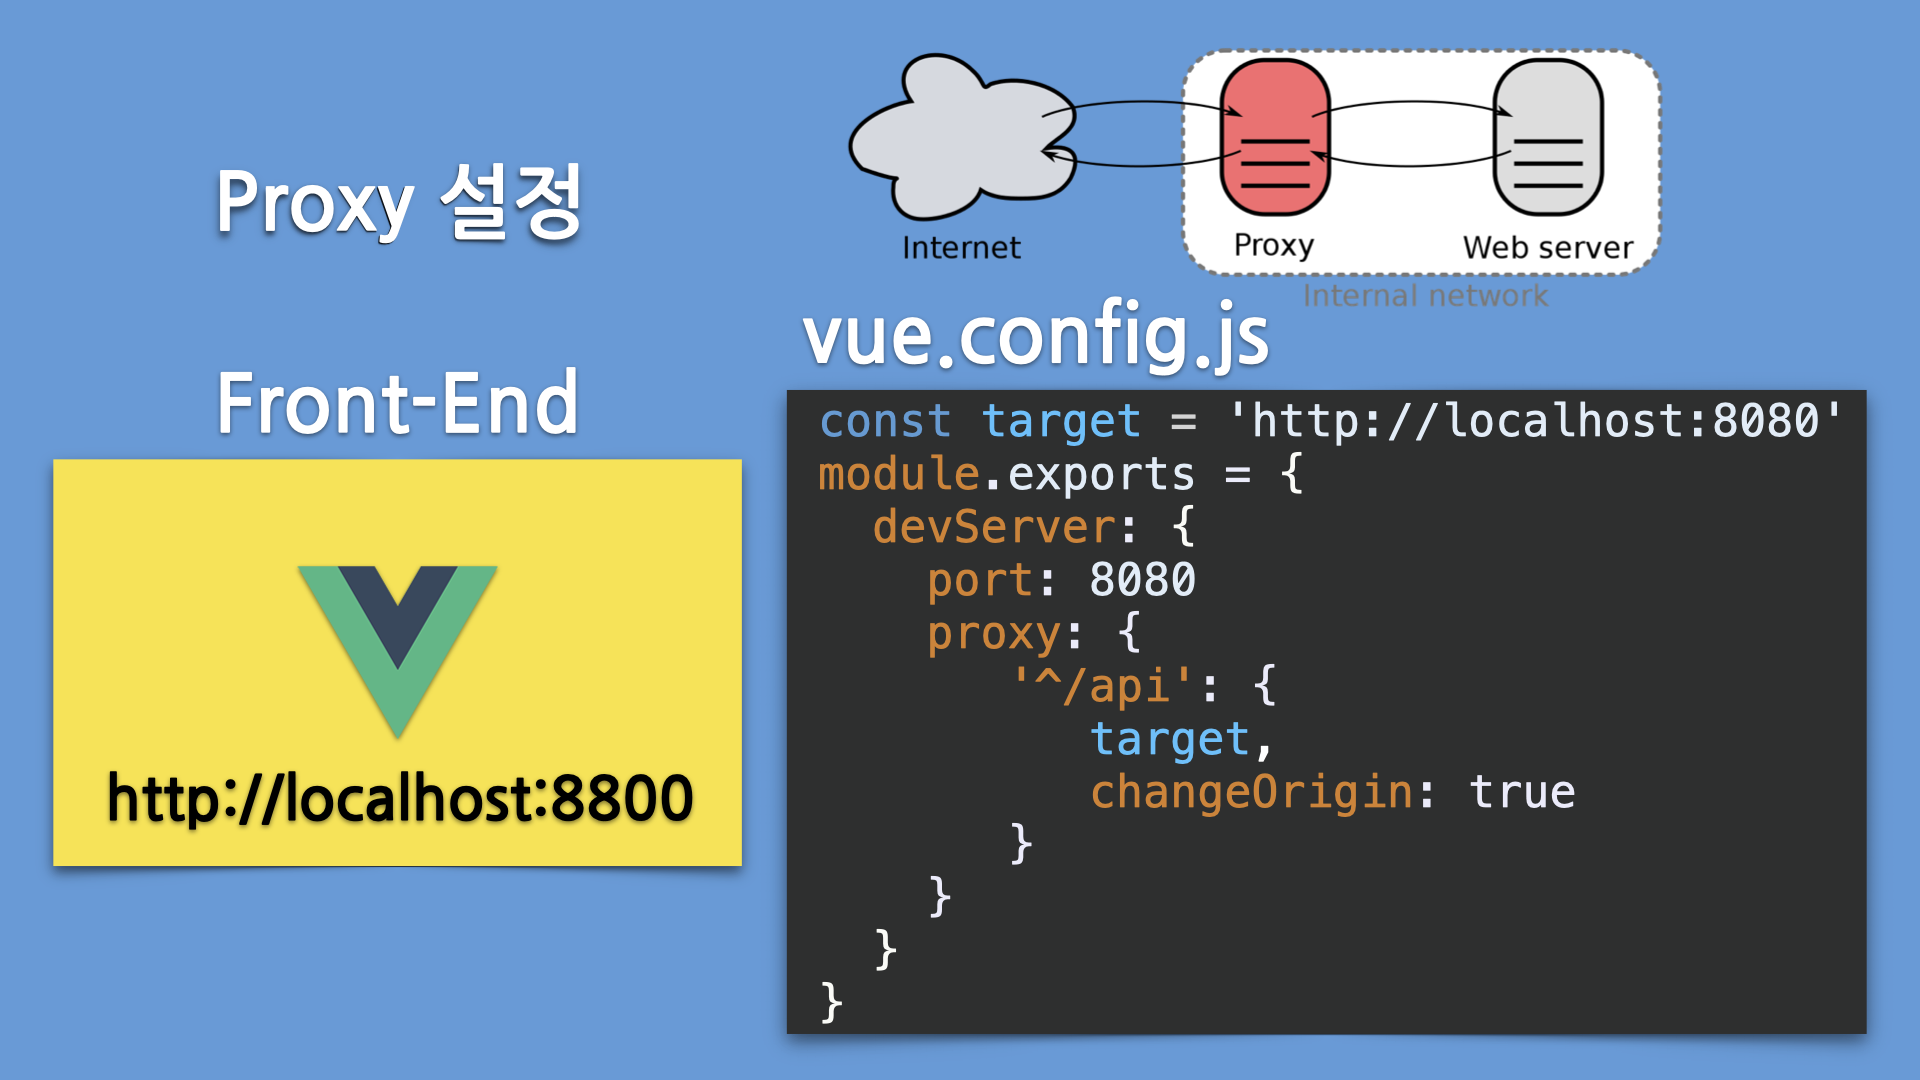 Proxy 설정
Internet
Proxy
Web server
Internal network
Front-End
http://localhost:8800
vue.config.js
const target = 'http://localhost:8080'
module.exports = {
  devServer: {
    port: 8080
    proxy: {
       '^/api': {
          target,
          changeOrigin: true
       }
    }
  }
}